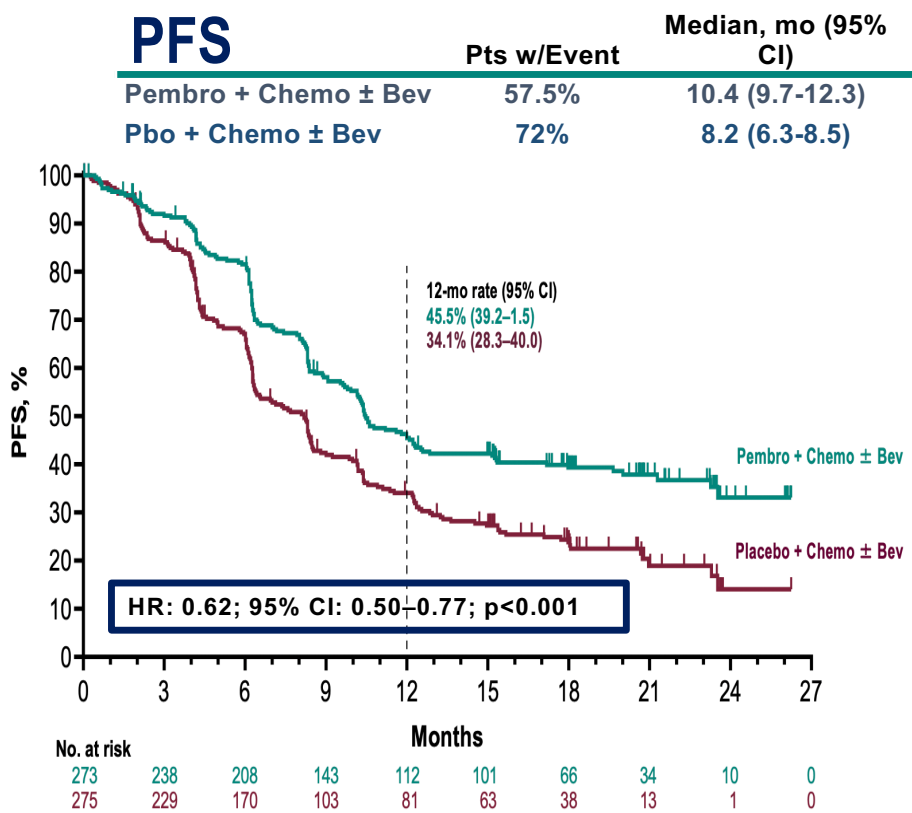 PFS
Pts w/Event
Median, mo (95% CI)
Pembro + Chemo ± Bev 57.5% 10.4 (9.7-12.3)
Pbo + Chemo ± Bev 72% 8.2 (6.3-8.5)
PFS, %
100
90
80
70
60
50
40
30
20
10
0
12-mo rate (95% CI)
45.5% (39.2–1.5)
34.1% (28.3–40.0)
Pembro + Chemo ± Bev
Placebo + Chemo ± Bev
HR: 0.62; 95% CI: 0.50–0.77; p<0.001
0 3 6 9 12 15 18 21 24 27
Months
No. at risk
273 238 208 143 112 101 66 34 10 0
275 229 170 103 81 63 38 13 1 0